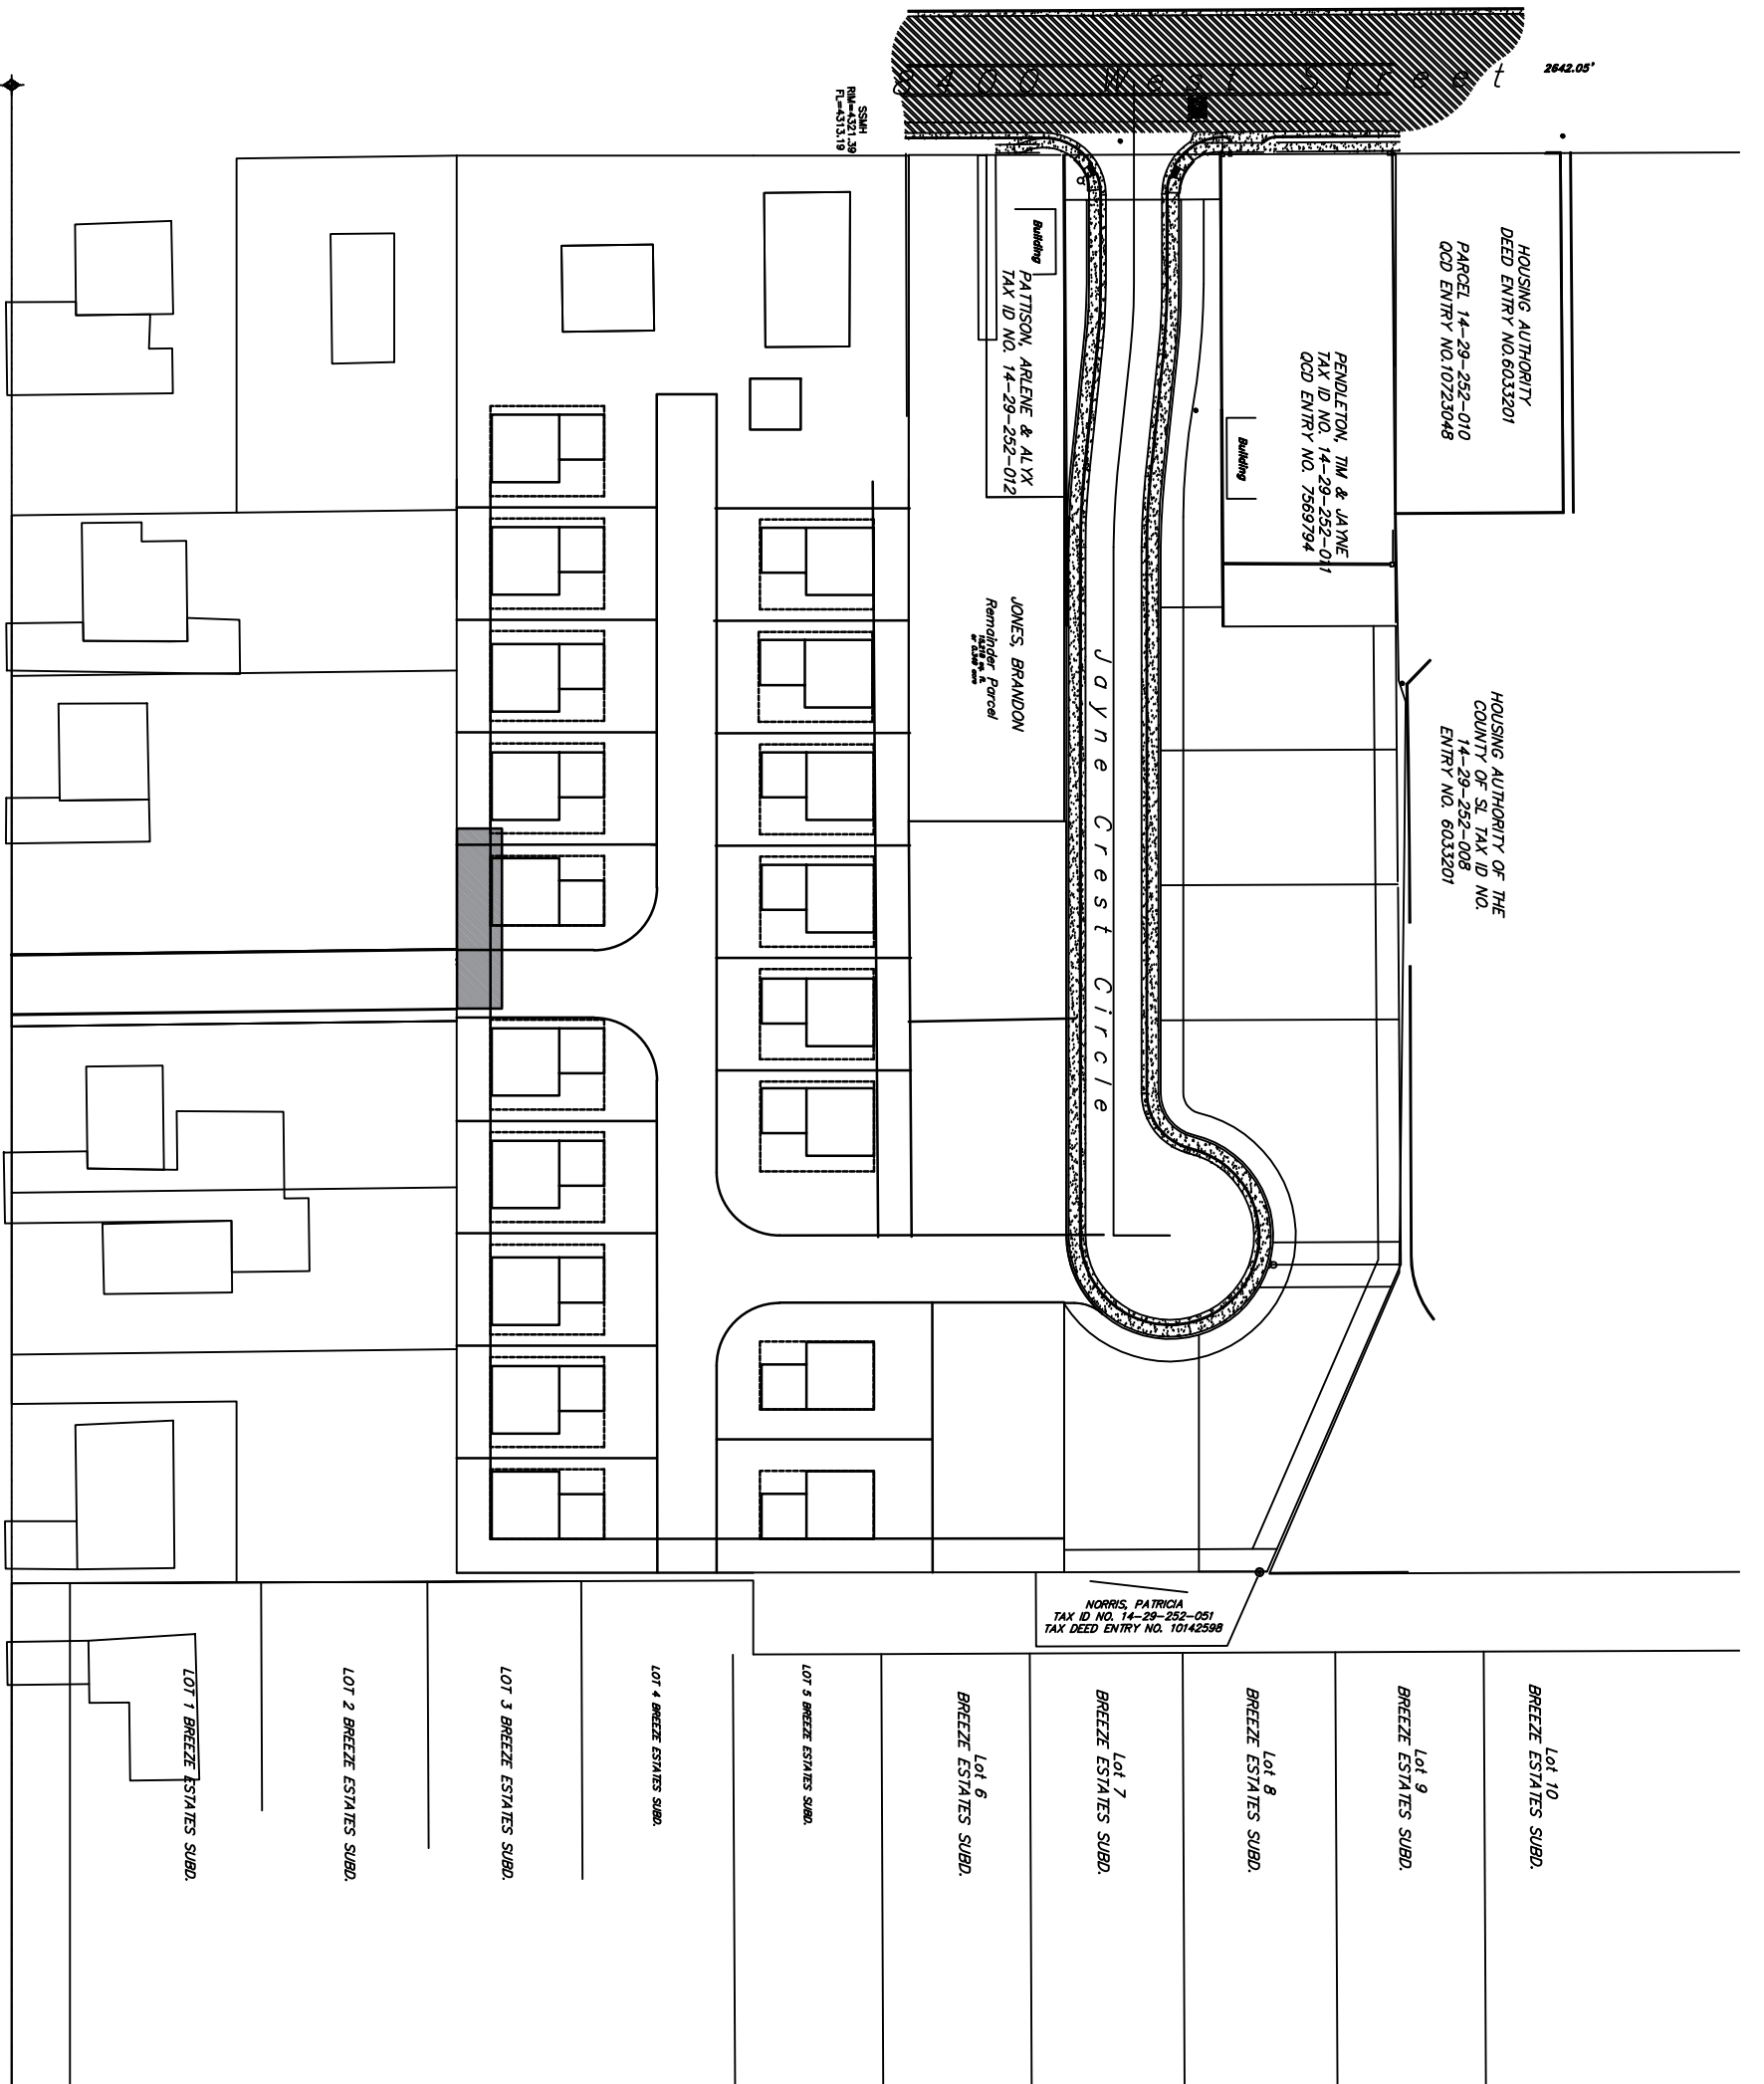 8400 West Street
2642.05'
SSMH
RIM=4321.39
FL=4313.19
HOUSING AUTHORITY
DEED ENTRY NO.6033201
PARCEL 14-29-252-010
QCD ENTRY NO.10723048
PENDLETON, TIM & JAYNE
TAX ID NO. 14-29-252-011
QCD ENTRY NO. 7569794
Building
Building
PATTISON, ARLENE & ALYX
TAX ID NO. 14-29-252-012
HOUSING AUTHORITY OF THE
COUNTY OF SL TAX ID NO.
14-29-252-008
ENTRY NO. 6033201
JONES, BRANDON
Remainder Parcel
Jayne Crest Circle
NORRIS, PATRICIA
TAX ID NO. 14-29-252-051
TAX DEED ENTRY NO. 10142598
LOT 1 BREEZE ESTATES SUBD.
LOT 2 BREEZE ESTATES SUBD.
LOT 3 BREEZE ESTATES SUBD.
LOT 4 BREEZE ESTATES SUBD.
LOT 5 BREEZE ESTATES SUBD.
Lot 6
BREEZE ESTATES SUBD.
Lot 7
BREEZE ESTATES SUBD.
Lot 8
BREEZE ESTATES SUBD.
Lot 9
BREEZE ESTATES SUBD.
Lot 10
BREEZE ESTATES SUBD.